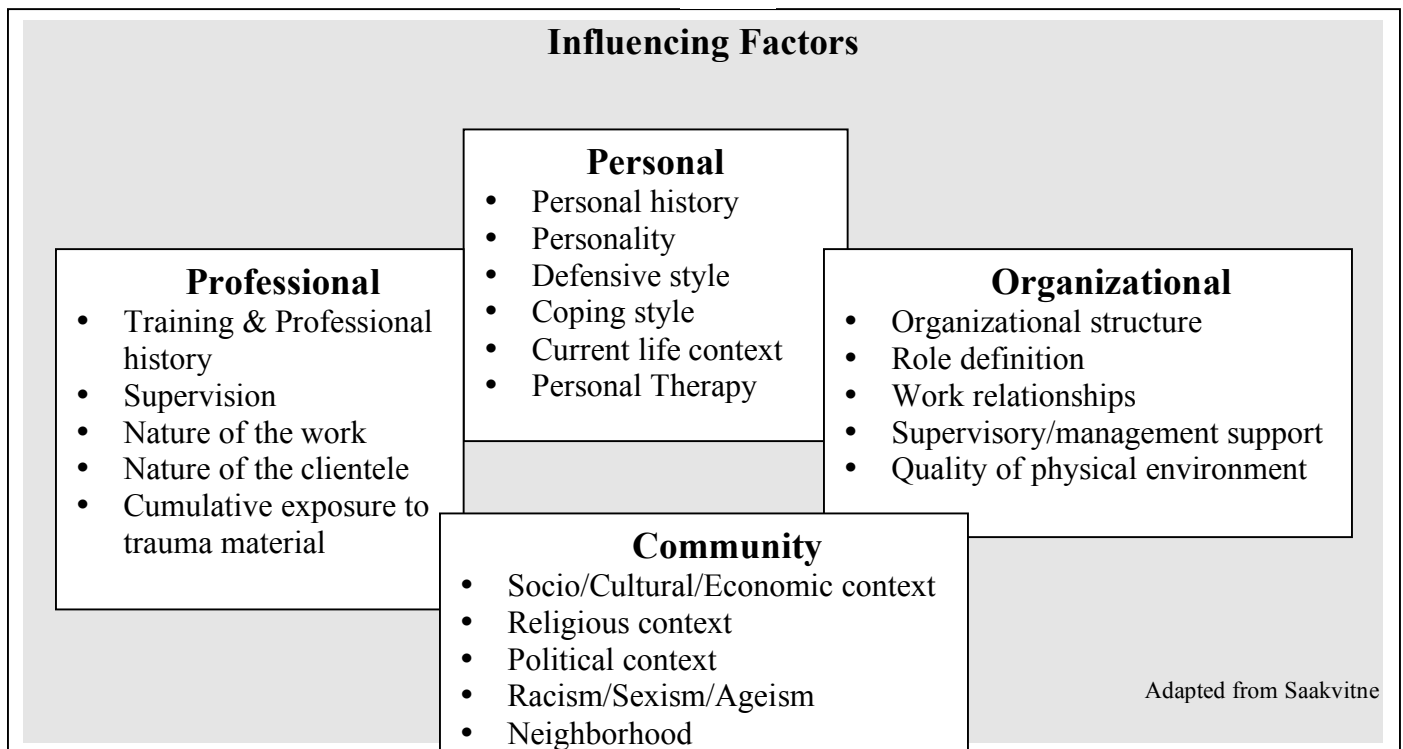 Influencing Factors
Personal
• Personal history
• Personality
• Defensive style
• Coping style
• Current life context
• Personal Therapy
Professional
• Training & Professional
history
• Supervision
• Nature of the work
• Nature of the clientele
• Cumulative exposure to
trauma material
Organizational
• Organizational structure
• Role definition
• Work relationships
• Supervisory/management support
• Quality of physical environment
Community
• Socio/Cultural/Economic context
• Religious context
• Political context
• Racism/Sexism/Ageism
• Neighborhood
Adapted from Saakvitne